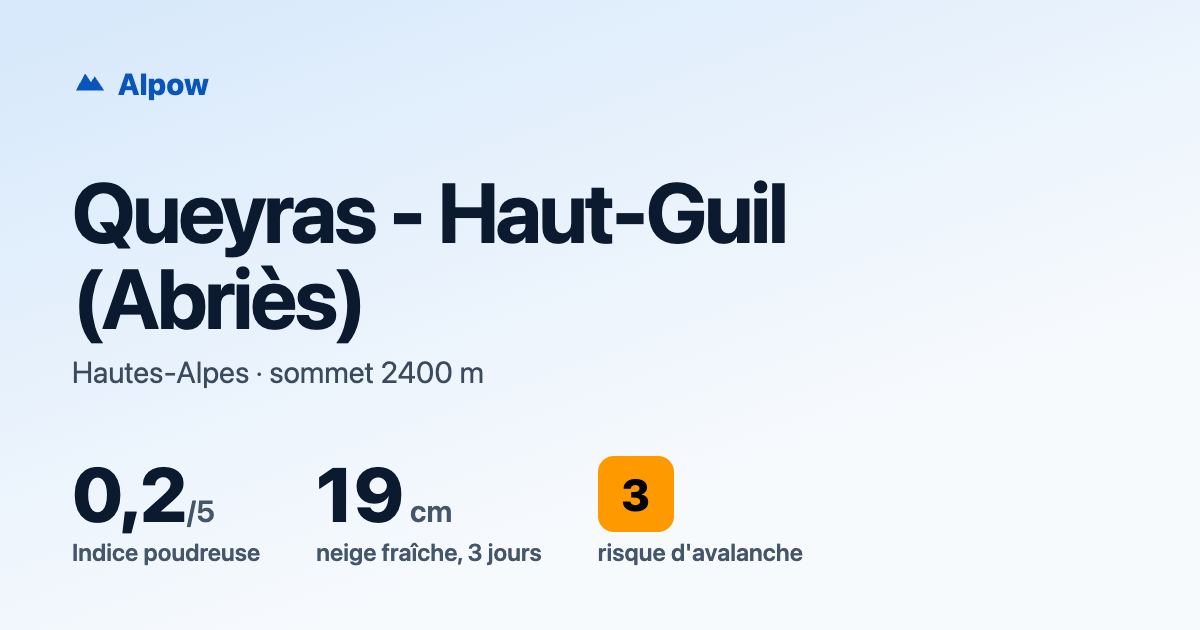 Alpow
Queyras - Haut-Guil
(Abriès)
Hautes-Alpes · sommet 2400 m
0,2/5
Indice poudreuse
19 cm
neige fraîche, 3 jours
3
risque d'avalanche